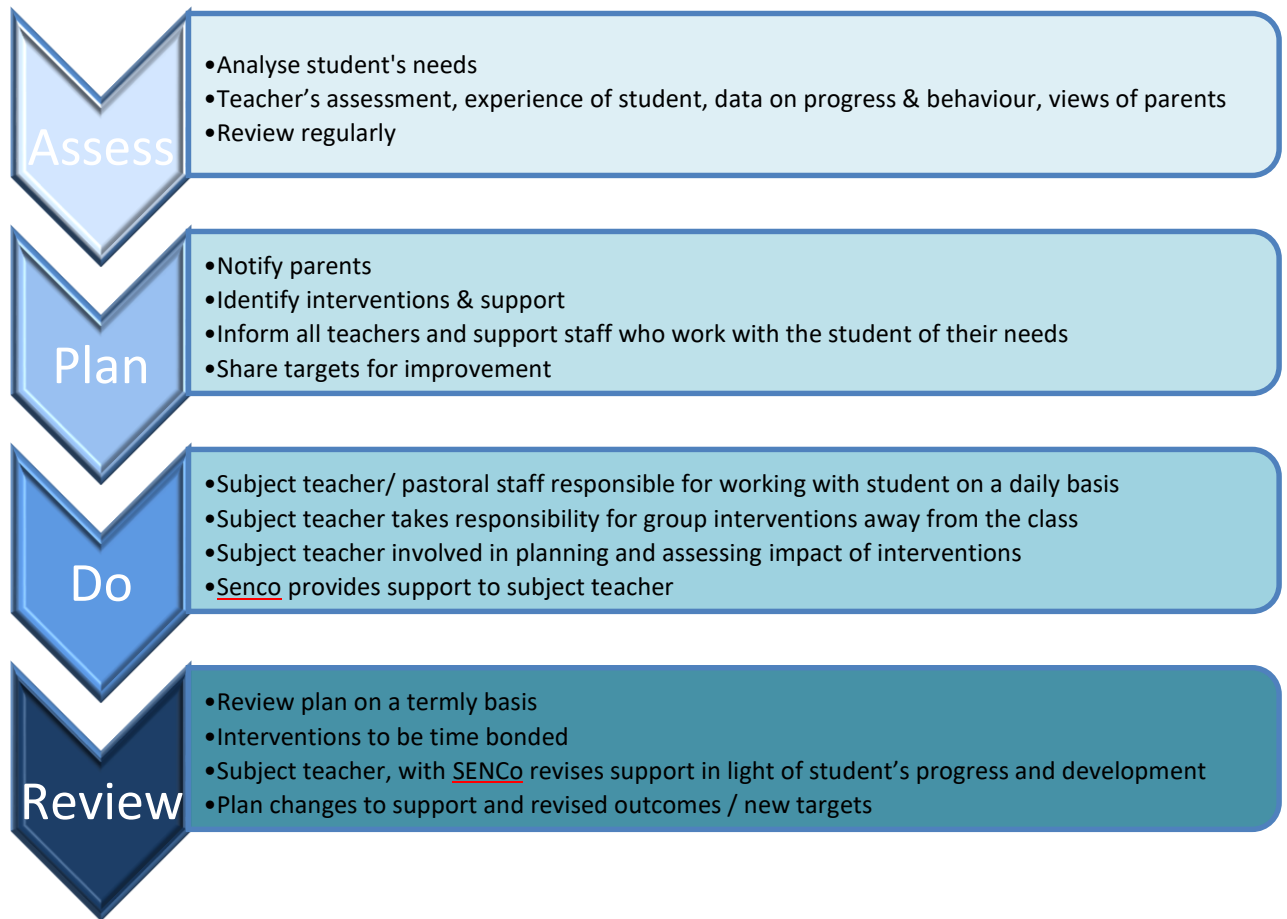 Assess
•Analyse student's needs
•Teacher’s assessment, experience of student, data on progress & behaviour, views of parents
•Review regularly
Plan
•Notify parents
•Identify interventions & support
•Inform all teachers and support staff who work with the student of their needs
•Share targets for improvement
Do
•Subject teacher/ pastoral staff responsible for working with student on a daily basis
•Subject teacher takes responsibility for group interventions away from the class
•Subject teacher involved in planning and assessing impact of interventions
•Senco provides support to subject teacher
Review
•Review plan on a termly basis
•Interventions to be time bonded
•Subject teacher, with SENCo revises support in light of student’s progress and development
•Plan changes to support and revised outcomes / new targets